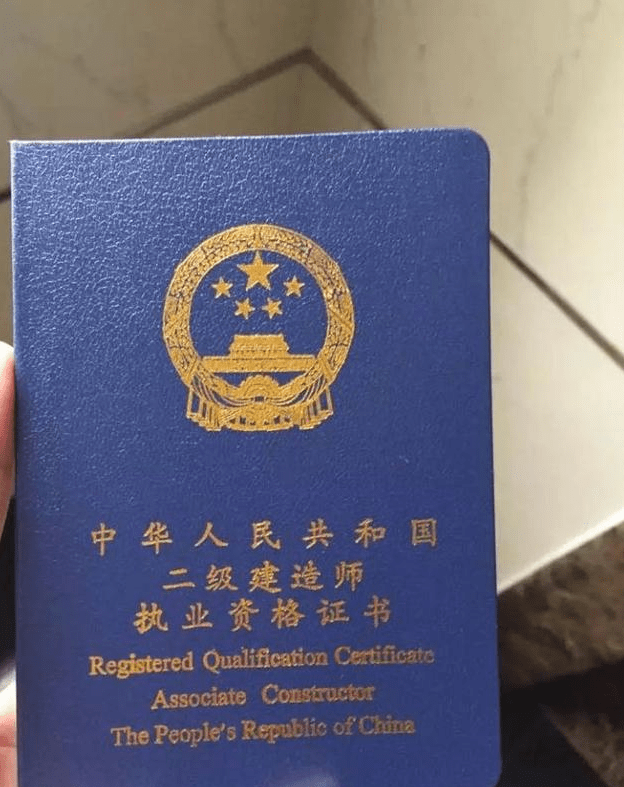 中华人民共和国
二级建造师
执业资格证书
Registered Qualification Certificate
Associate Constructor
The People's Republic of China